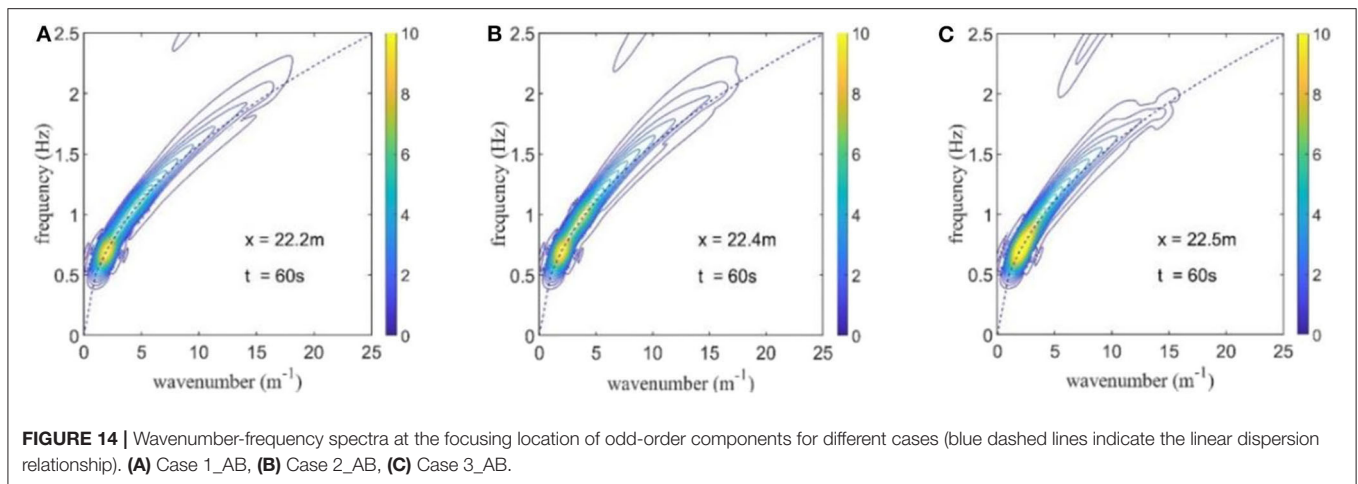 A
2.5
2
1.5
1
0.5
0
frequency (Hz)
0 5 10 15 20 25
wavenumber (m⁻¹)
x = 22.2m
t = 60s
10
8
6
4
2
0
B
2.5
2
1.5
1
0.5
0
frequency (Hz)
0 5 10 15 20 25
wavenumber (m⁻¹)
x = 22.4m
t = 60s
10
8
6
4
2
0
C
2.5
2
1.5
1
0.5
0
frequency (Hz)
0 5 10 15 20 25
wavenumber (m⁻¹)
x = 22.5m
t = 60s
10
8
6
4
2
0
FIGURE 14 | Wavenumber-frequency spectra at the focusing location of odd-order components for different cases (blue dashed lines indicate the linear dispersion
relationship). (A) Case 1_AB, (B) Case 2_AB, (C) Case 3_AB.